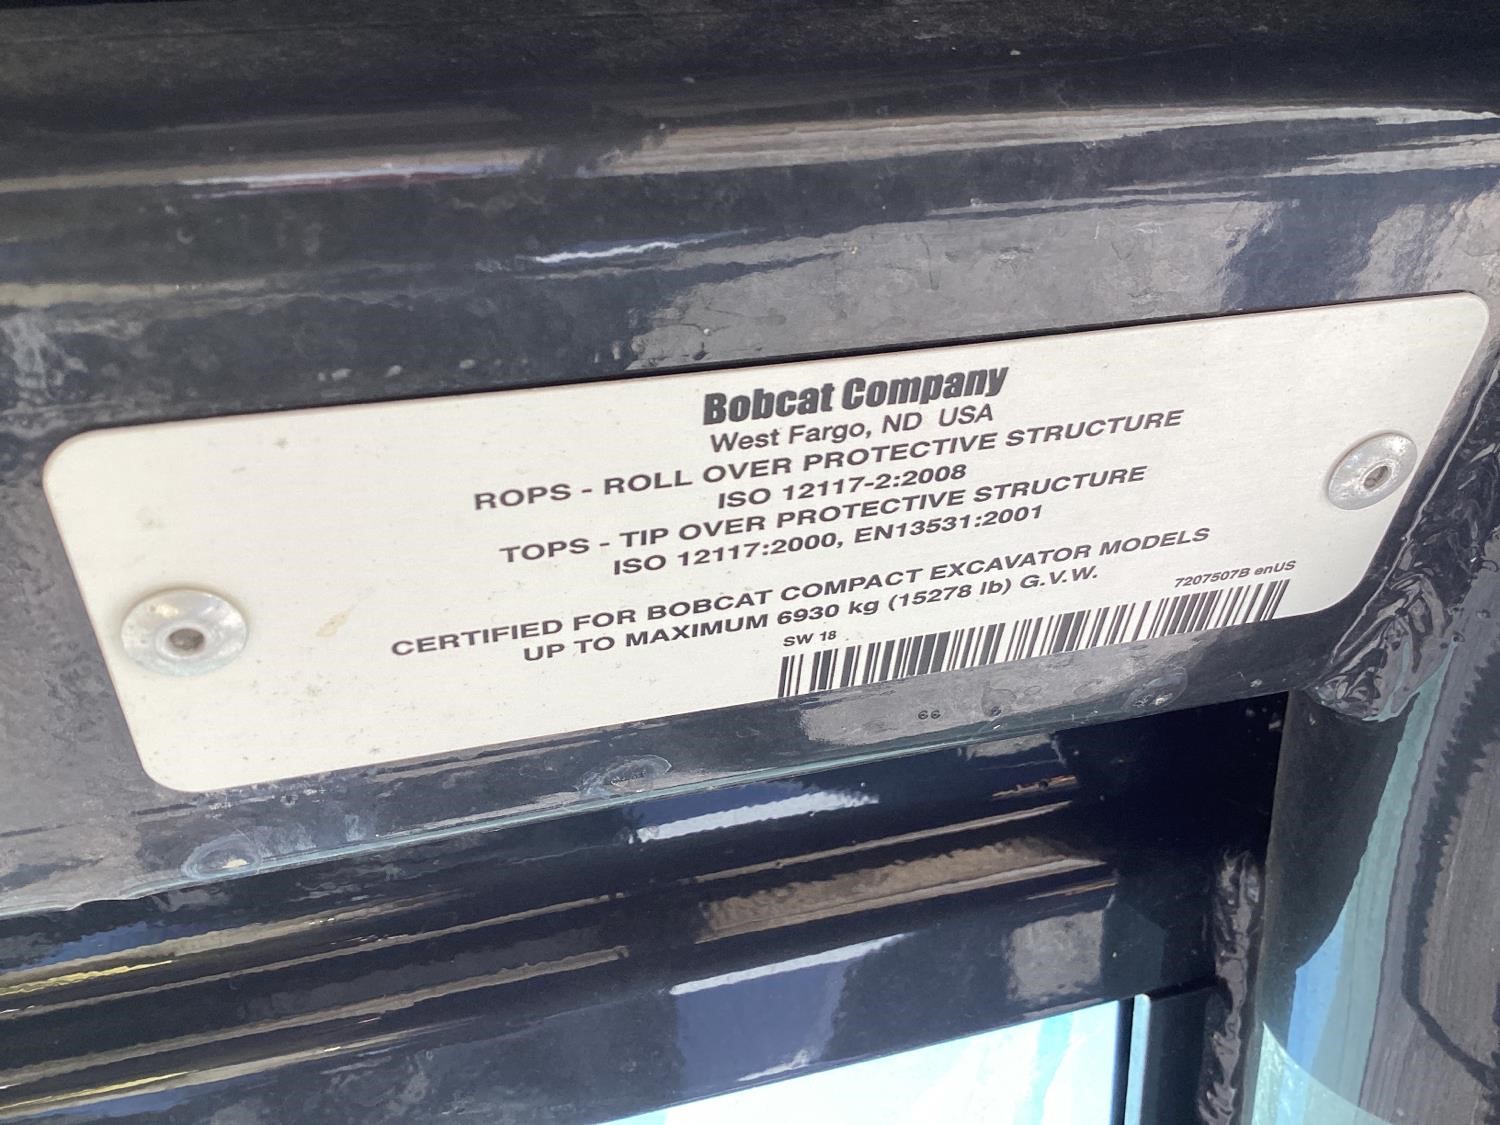 Bobcat Company
West Fargo, ND USA
ROPS - ROLL OVER PROTECTIVE STRUCTURE
ISO 12117-2:2008
TOPS - TIP OVER PROTECTIVE STRUCTURE
ISO 12117:2000, EN13531:2001
CERTIFIED FOR BOBCAT COMPACT EXCAVATOR MODELS
UP TO MAXIMUM 6930 kg (15278 lb) G.V.W.
SW 18
7207507B enUS
66